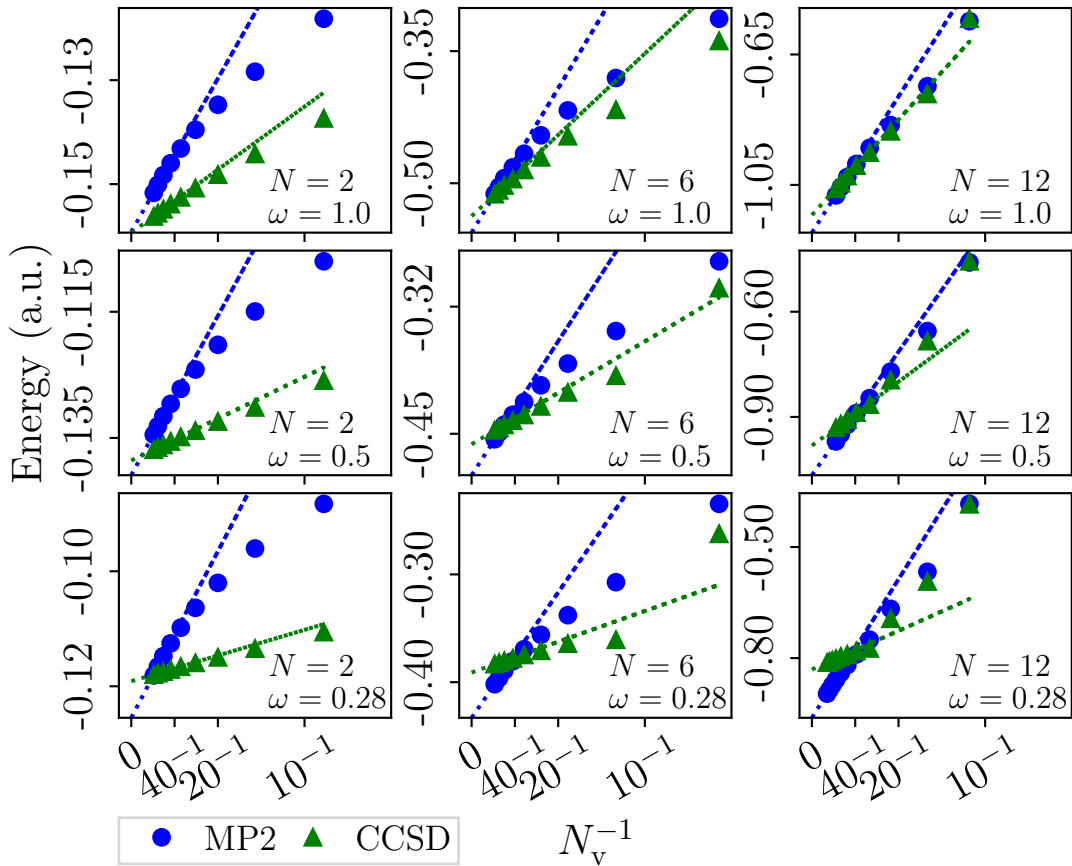 Energy (a.u.)
-0.13
-0.15
N = 2
ω = 1.0
-0.35
-0.50
N = 6
ω = 1.0
-0.65
-1.05
N = 12
ω = 1.0
-0.115
-0.135
N = 2
ω = 0.5
-0.32
-0.45
N = 6
ω = 0.5
-0.60
-0.90
N = 12
ω = 0.5
-0.10
-0.12
N = 2
ω = 0.28
-0.30
-0.40
N = 6
ω = 0.28
-0.50
-0.80
N = 12
ω = 0.28
0 40⁻¹ 20⁻¹ 10⁻¹
0 40⁻¹ 20⁻¹ 10⁻¹
0 40⁻¹ 20⁻¹ 10⁻¹
MP2 CCSD
N_v⁻¹